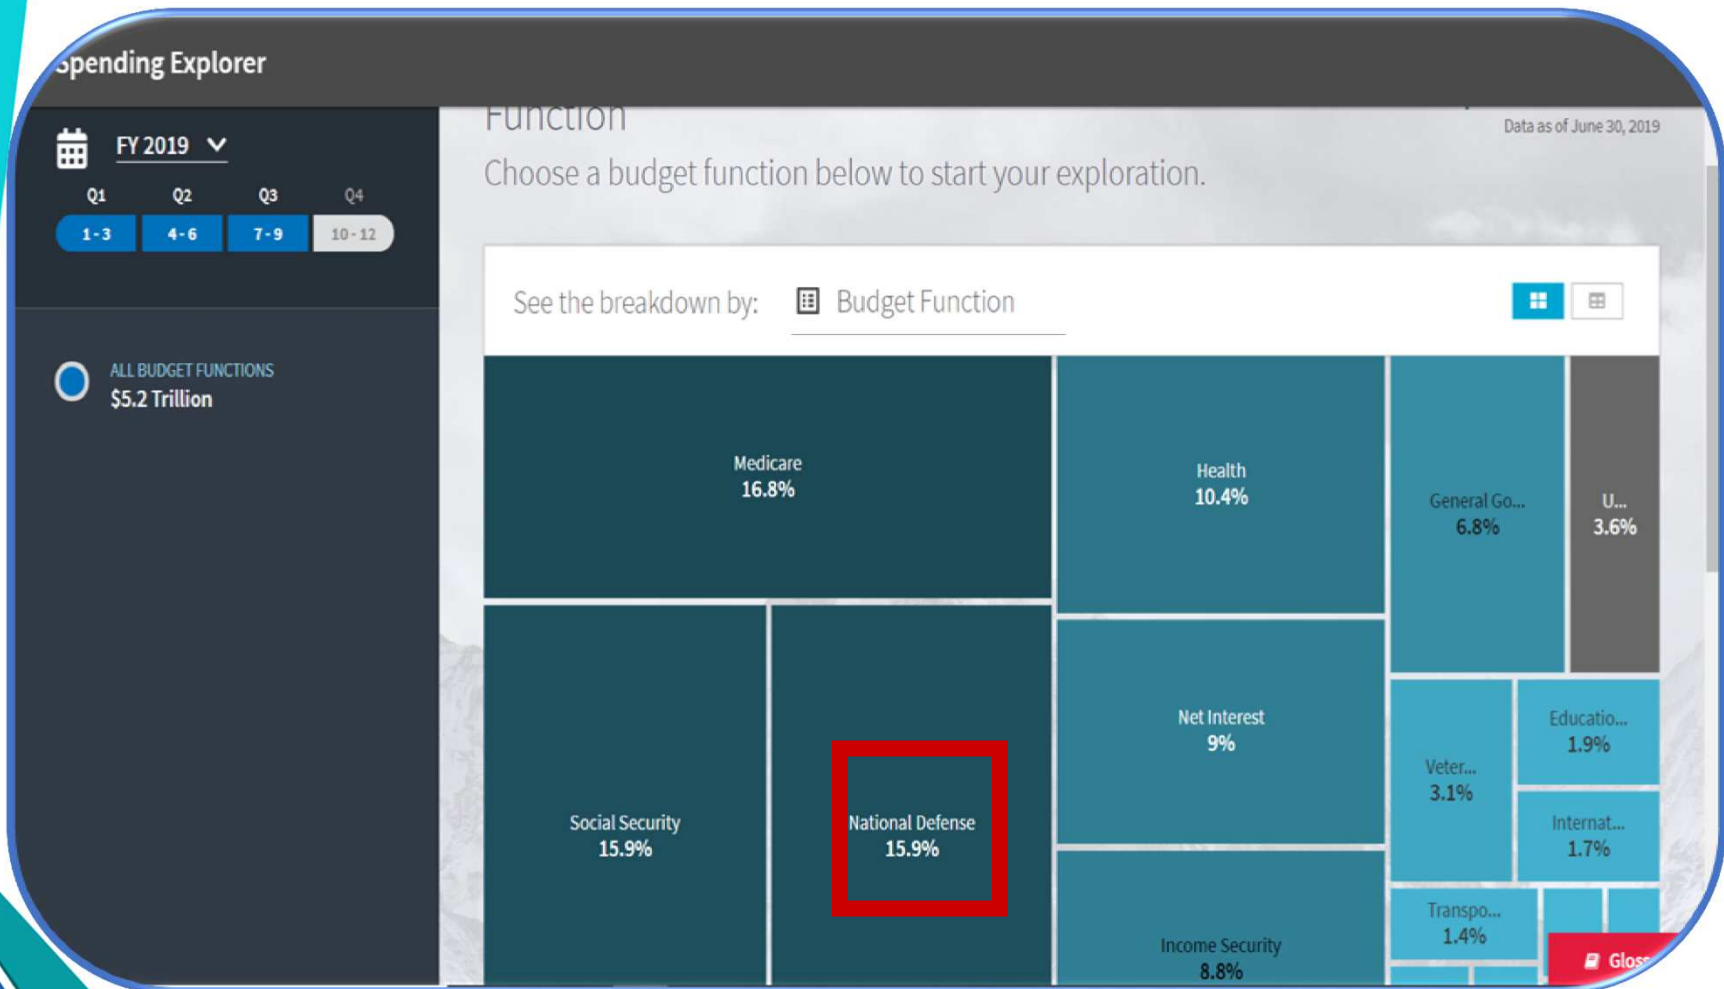 Spending Explorer
FY 2019
Q1 Q2 Q3 Q4
1 - 3 4 - 6 7 - 9 10 - 12
ALL BUDGET FUNCTIONS
$5.2 Trillion
Function
Data as of June 30, 2019
Choose a budget function below to start your exploration.
See the breakdown by: Budget Function
Medicare
16.8%
Health
10.4%
General Go...
6.8%
U...
3.6%
Social Security
15.9%
National Defense
15.9%
Net Interest
9%
Income Security
8.8%
Veter...
3.1%
Educatio...
1.9%
Internat...
1.7%
Transpo...
1.4%
Gloss